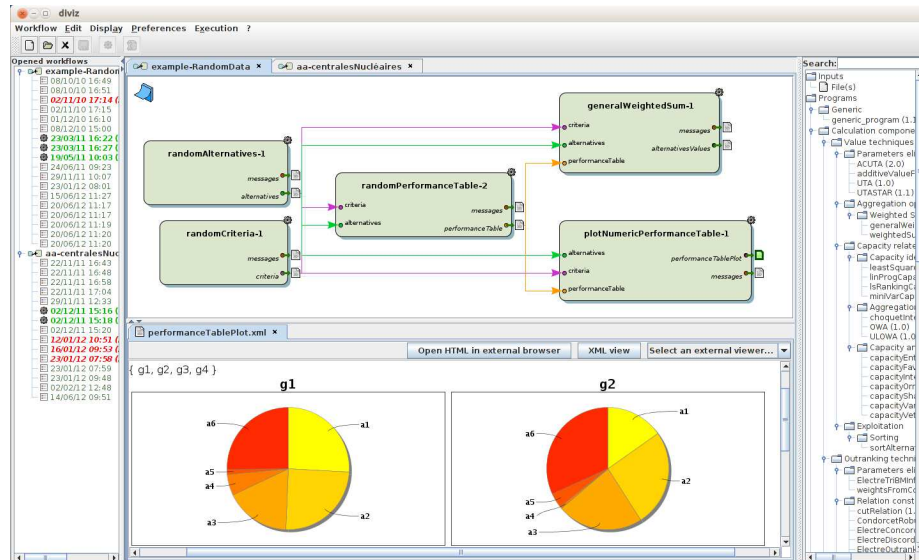 diviz
Workflow Edit Display Preferences Execution ?
Opened workflows
example-Random
08/10/10 16:49
08/10/10 16:51
02/11/10 17:14 (
02/11/10 17:15
01/12/10 16:10
08/12/10 15:00
23/03/11 16:22 (
23/03/11 16:27 (
19/05/11 10:03 (
24/06/11 09:23
29/11/11 10:07
23/01/12 08:01
15/06/12 11:27
20/06/12 11:17
20/06/12 11:17
20/06/12 11:19
20/06/12 11:20
20/06/12 11:20
aa-centralesNuc
22/11/11 16:43
22/11/11 16:48
22/11/11 16:58
22/11/11 17:04
29/11/11 12:33
02/12/11 15:16 (
02/12/11 15:18 (
02/12/11 15:20
12/01/12 10:51 (
16/01/12 09:53 (
23/01/12 07:58 (
23/01/12 07:59
23/01/12 09:48
02/02/12 12:48
14/06/12 09:51
example-RandomData ×
aa-centralesNucléaires ×
randomAlternatives-1
messages
alternatives
randomCriteria-1
messages
criteria
randomPerformanceTable-2
criteria
alternatives
messages
performanceTable
generalWeightedSum-1
criteria
alternatives
performanceTable
messages
alternativesValues
plotNumericPerformanceTable-1
alternatives
criteria
performanceTable
performanceTablePlot
messages
performanceTablePlot.xml ×
Open HTML in external browser
XML view
Select an external viewer...
{ g1, g2, g3, g4 }
g1
a1
a2
a3
a4
a5
a6
g2
a1
a2
a3
a4
a5
a6
Search:
Inputs
File(s)
Programs
Generic
generic_program (1.1
Calculation compone
Value techniques
Parameters eli
ACUTA (2.0)
additiveValueF
UTA (1.0)
UTASTAR (1.1)
Aggregation op
Weighted S
generalWei
weightedSu
Capacity relate
Capacity ide
leastSquare
linProgCapa
lsRankingCa
miniVarCap
Aggregation
choquetInte
OWA (1.0)
ULOWA (1.0)
Capacity an
capacityEnt
capacityFav
capacityInte
capacityOrn
capacitySha
capacityVar
capacityVet
Exploitation
Sorting
sortAlterna
Outranking techni
Parameters eli
ElectreTriBMInf
weightsFromCo
Relation const
cutRelation (1.
CondorcetRob
ElectreConcor
ElectreDiscord
ElectreOutrank